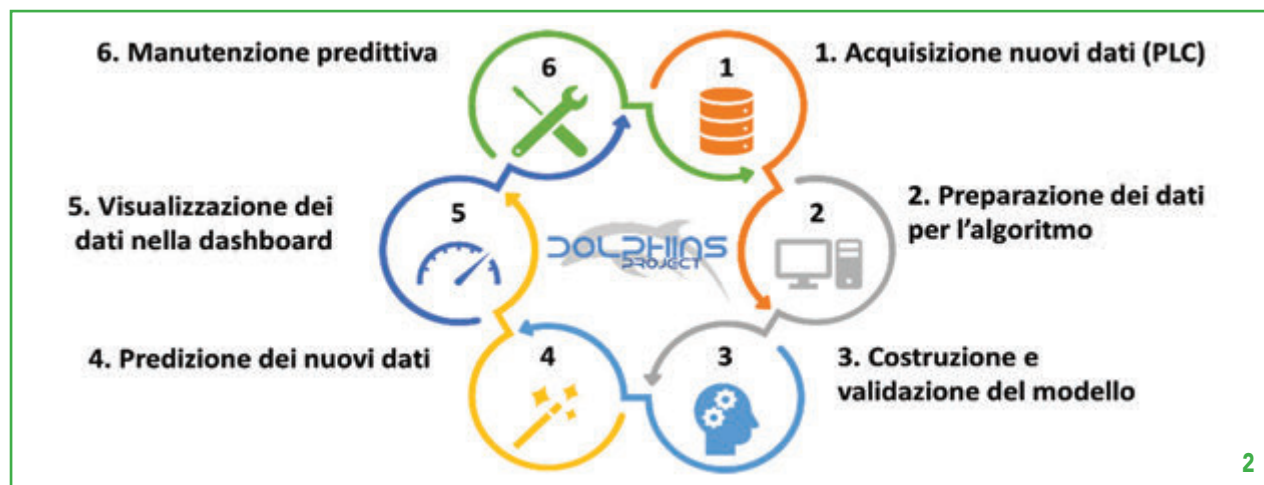 6. Manutenzione predittiva
6
1
1. Acquisizione nuovi dati (PLC)
5. Visualizzazione dei
dati nella dashboard
5
DOLPHINS
PROJECT
2
2. Preparazione dei dati
per l'algoritmo
4. Predizione dei nuovi dati
4
3
3. Costruzione e
validazione del modello
2